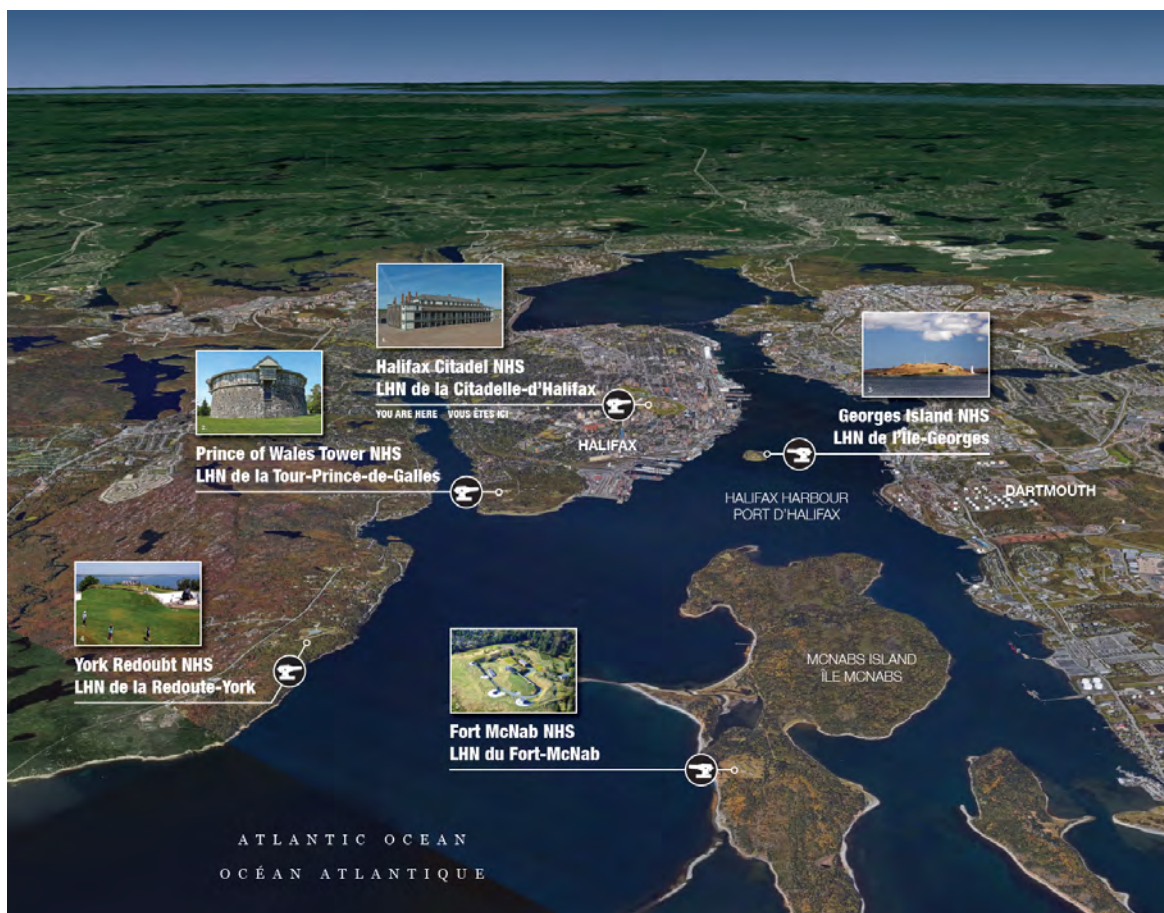 Halifax Citadel NHS
LHN de la Citadelle-d'Halifax
YOU ARE HERE VOUS ÊTES ICI
Prince of Wales Tower NHS
LHN de la Tour-Prince-de-Galles
HALIFAX
Georges Island NHS
LHN de l'Île-Georges
HALIFAX HARBOUR
PORT D'HALIFAX
DARTMOUTH
York Redoubt NHS
LHN de la Redoute-York
MCNABS ISLAND
ÎLE MCNABS
Fort McNab NHS
LHN du Fort-McNab
ATLANTIC OCEAN
OCÉAN ATLANTIQUE